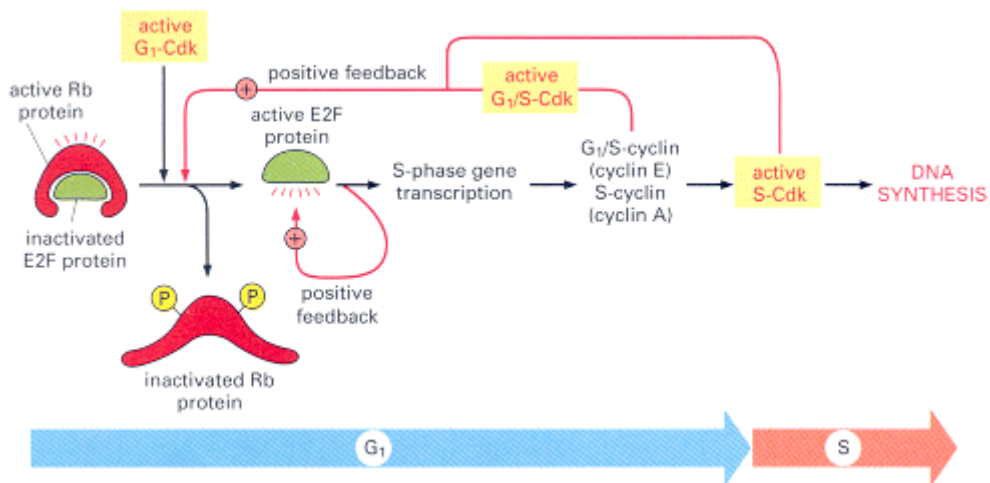 active
G₁-Cdk
positive feedback
active
G₁/S-Cdk
active Rb
protein
+
active E2F
protein
G₁/S-cyclin
(cyclin E)
S-cyclin
(cyclin A)
S-phase gene
transcription
active
S-Cdk
DNA
SYNTHESIS
inactivated
E2F protein
+
positive
feedback
P
P
inactivated Rb
protein
G₁
S